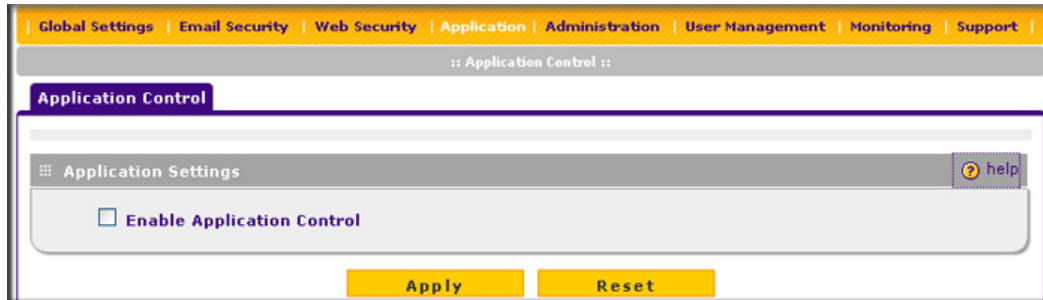 | Global Settings | Email Security | Web Security | Application | Administration | User Management | Monitoring | Support |
:: Application Control ::
Application Control
Application Settings
? help
Enable Application Control
Apply Reset